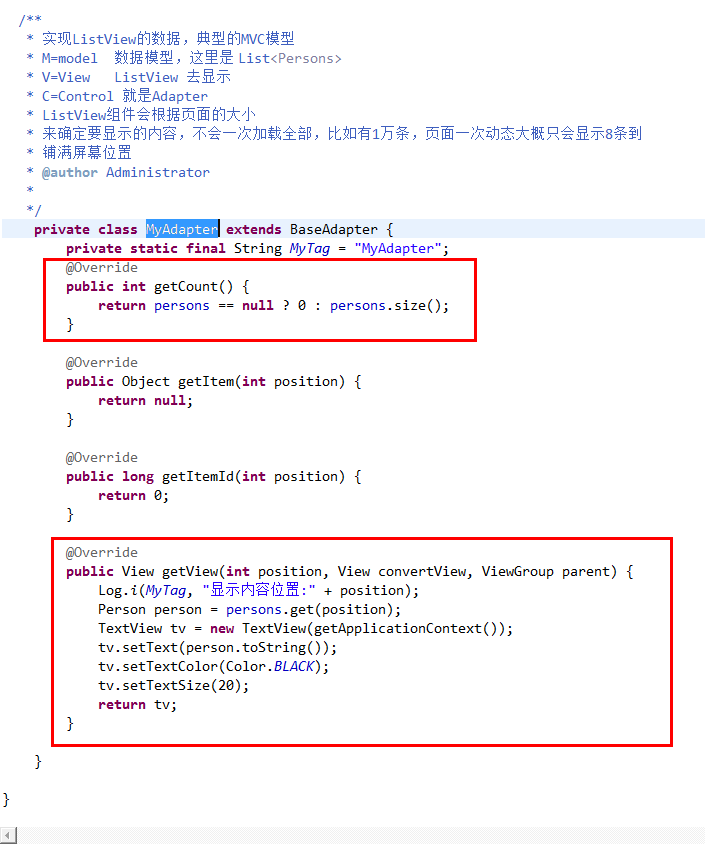 /**
* 实现ListView的数据，典型的MVC模型
* M=model  数据模型，这里是 List<Persons>
* V=View   ListView 去显示
* C=Control 就是Adapter
* ListView组件会根据页面的大小
* 来确定要显示的内容，不会一次加载全部，比如有1万条，页面一次动态大概只会显示8条到
* 铺满屏幕位置
* @author Administrator
*
*/
private class MyAdapter extends BaseAdapter {
private static final String MyTag = "MyAdapter";
@Override
public int getCount() {
return persons == null ? 0 : persons.size();
}
@Override
public Object getItem(int position) {
return null;
}
@Override
public long getItemId(int position) {
return 0;
}
@Override
public View getView(int position, View convertView, ViewGroup parent) {
Log.i(MyTag, "显示内容位置:" + position);
Person person = persons.get(position);
TextView tv = new TextView(getApplicationContext());
tv.setText(person.toString());
tv.setTextColor(Color.BLACK);
tv.setTextSize(20);
return tv;
}
}
}